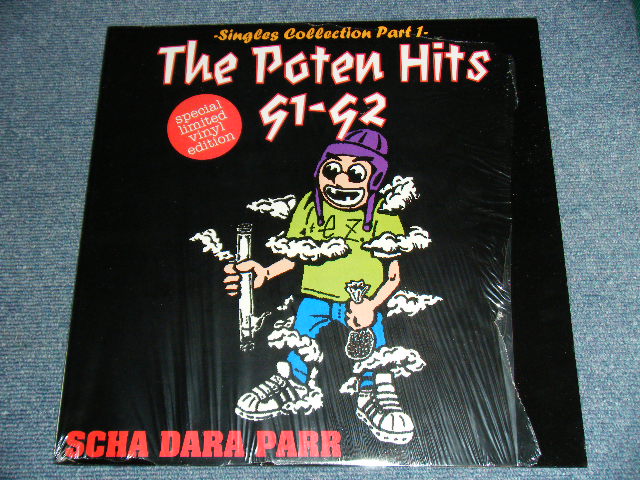 -Singles Collection Part 1-
The Poten Hits
91-92
special
limited
vinyl
edition
SCHA DARA PARR